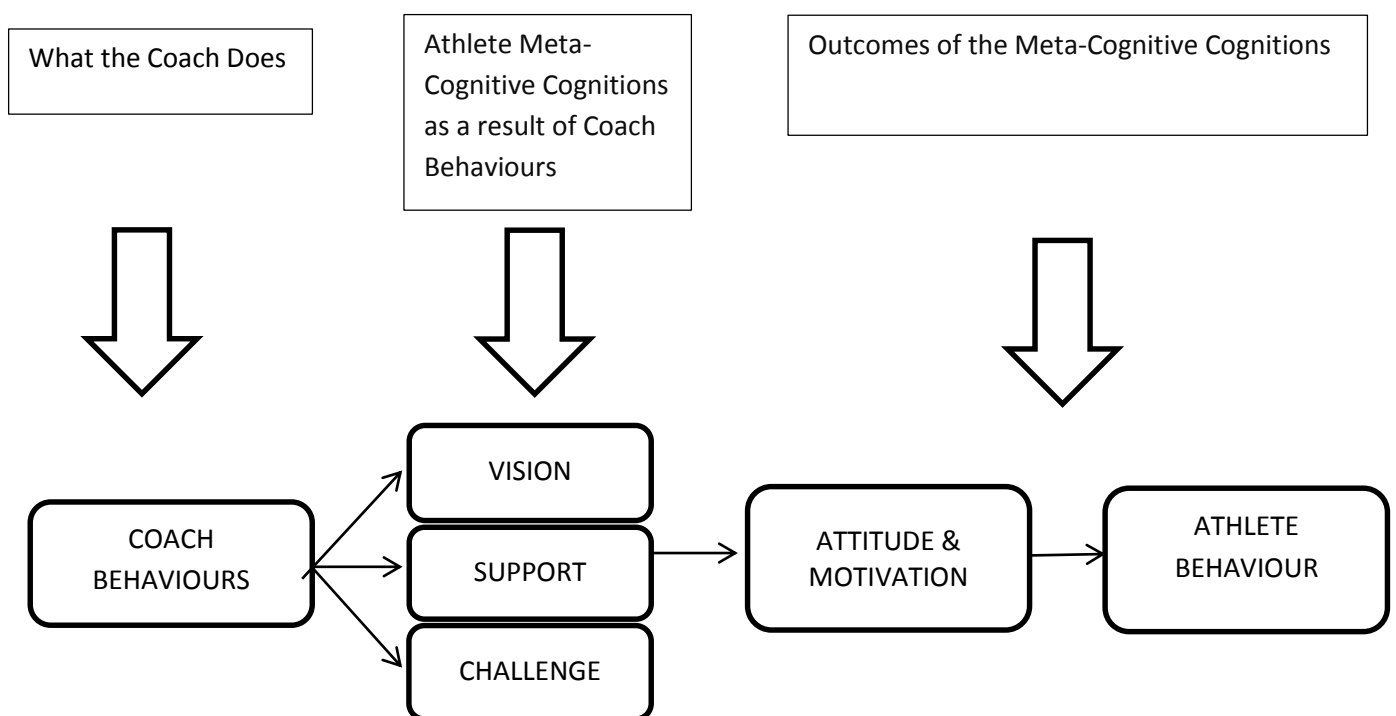 What the Coach Does
Athlete Meta-
Cognitive Cognitions
as a result of Coach
Behaviours
Outcomes of the Meta-Cognitive Cognitions
VISION
COACH
BEHAVIOURS
SUPPORT
CHALLENGE
ATTITUDE &
MOTIVATION
ATHLETE
BEHAVIOUR